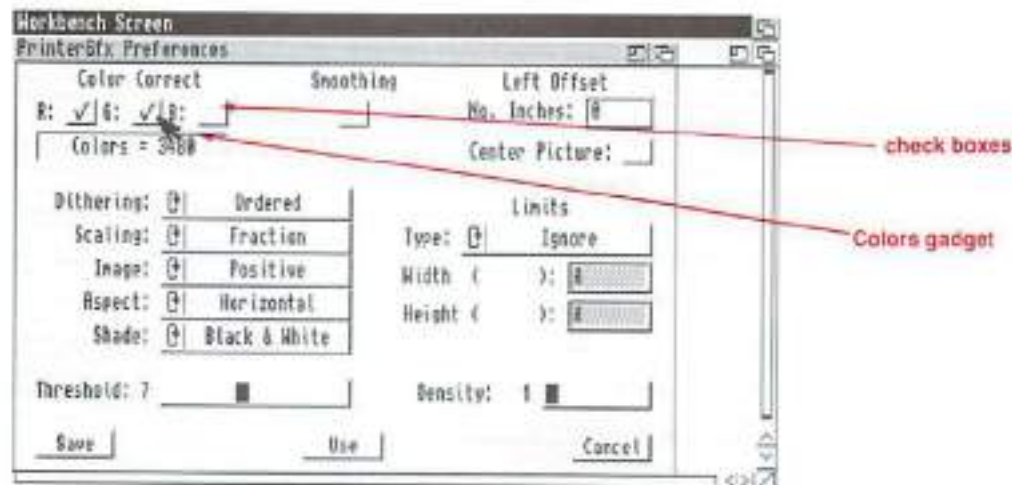 Workbench Screen
PrinterGfx Preferences
Color Correct Smoothing Left Offset
R: G: B: No. Inches: 0
Colors = 3480 Center Picture:
check boxes
Colors gadget
Dithering: Ordered
Limits
Scaling: Fraction Type: Ignore
Image: Positive Width ( ): 0
Aspect: Horizontal Height ( ): 0
Shade: Black & White
Threshold: 7 Density: 1
Save Use Cancel